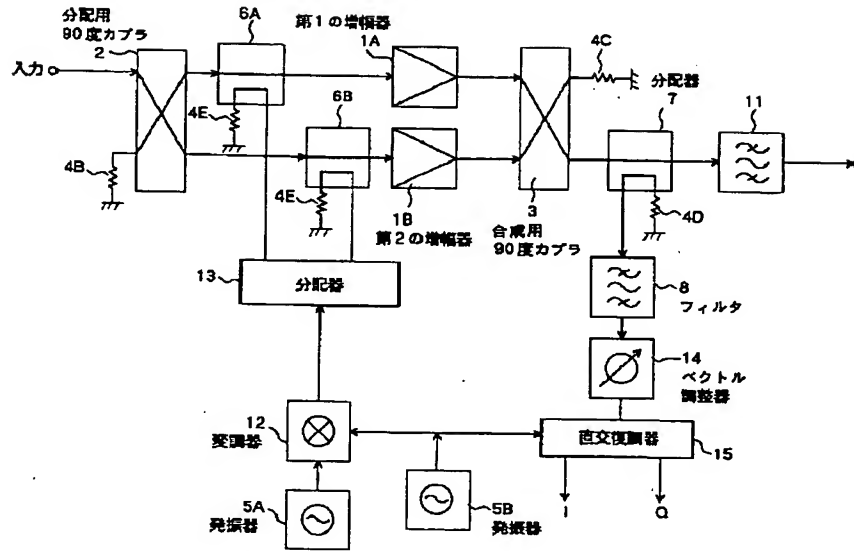 分配用
90度カプラ
2
入力
4B
6A
4E
第1の増幅器
1A
6B
4E
1B
第2の増幅器
3
合成用
90度カプラ
4C
分配器
7
4D
11
8
フィルタ
14
ベクトル
調整器
13
分配器
12
変調器
5A
発振器
5B
発振器
直交復調器
15
I
Q